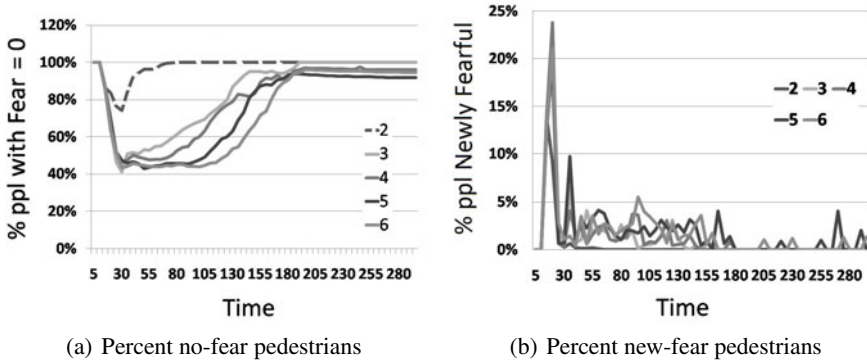 % ppl with Fear = 0
120%
100%
80%
60%
40%
20%
0%
2
3
4
5
6
5 30 55 80 105 130 155 180 205 230 255 280
Time
(a) Percent no-fear pedestrians
% ppl Newly Fearful
25%
20%
15%
10%
5%
0%
2 3 4
5 6
5 30 55 80 105 130 155 180 205 230 255 280
Time
(b) Percent new-fear pedestrians